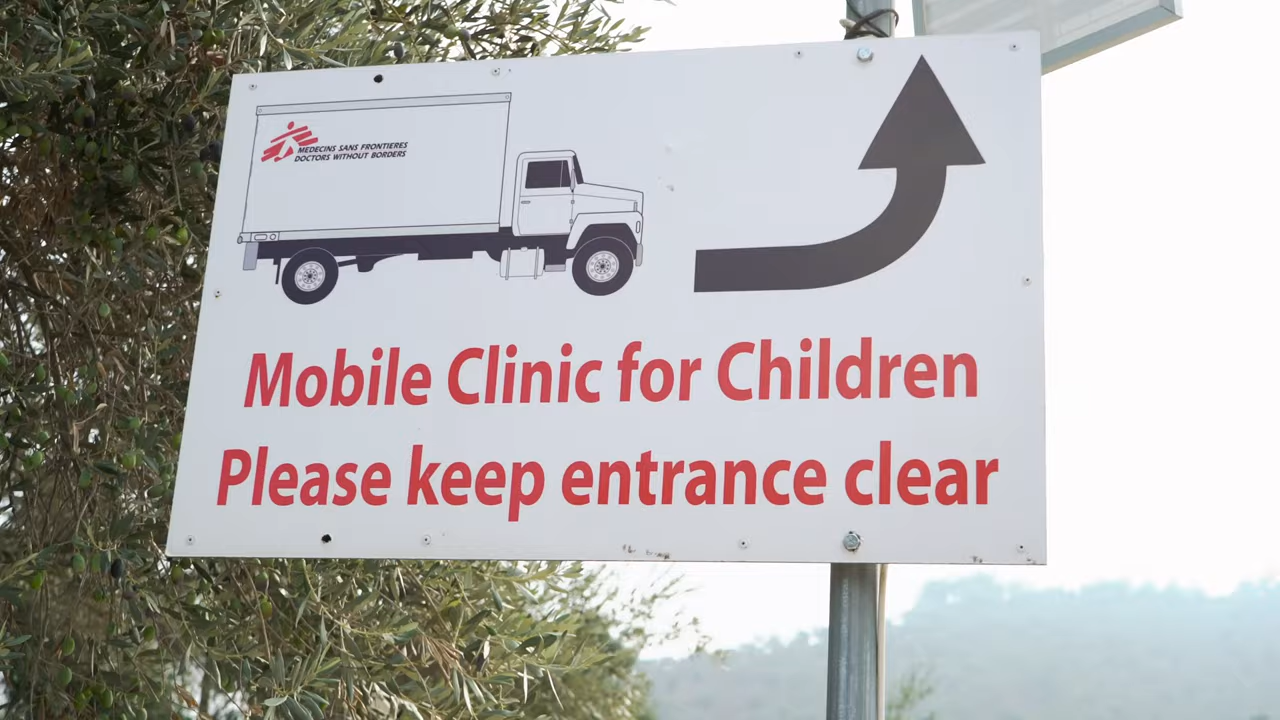 MEDECINS SANS FRONTIERES
DOCTORS WITHOUT BORDERS
Mobile Clinic for Children
Please keep entrance clear